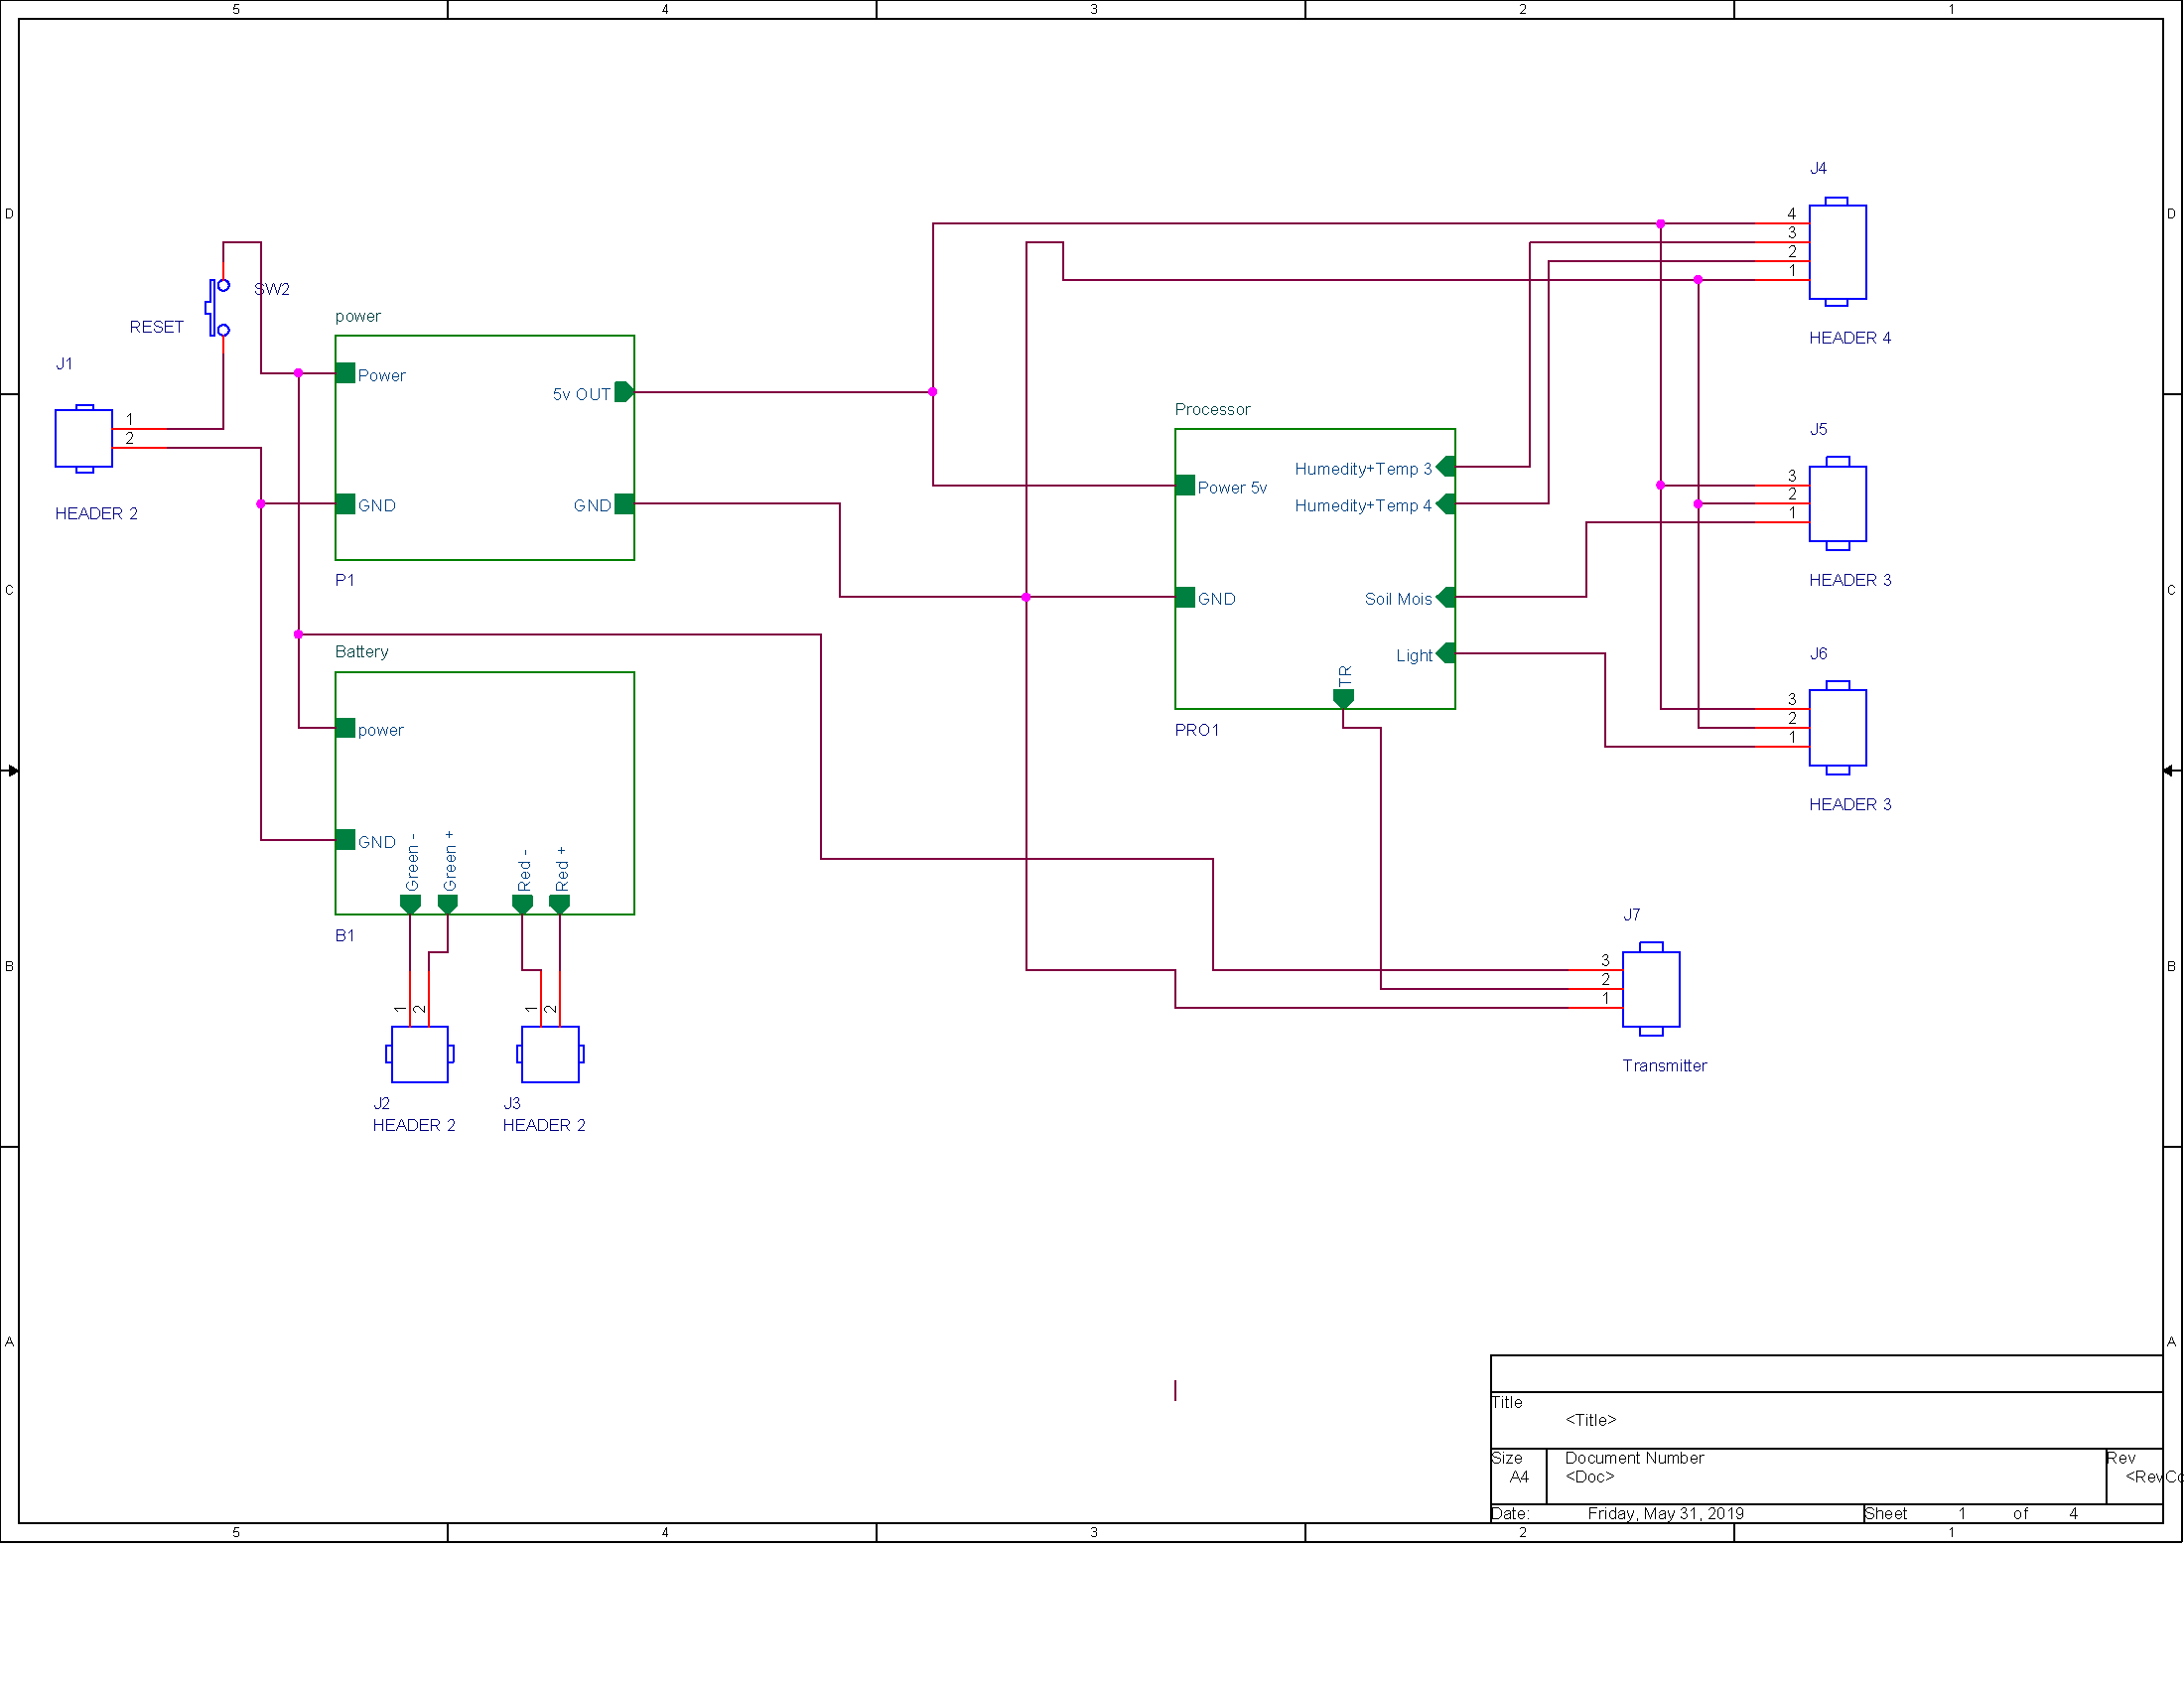 5 4 3 2 1
D D
J4
4
3
2
1
HEADER 4
SW2
RESET
power
Power
5v OUT
GND GND
P1
J1
1
2
HEADER 2
Processor
Humedity+Temp 3
Power 5v
Humedity+Temp 4
GND
Soil Mois
Light
TR
PRO1
J5
3
2
1
HEADER 3
C C
J6
3
2
1
HEADER 3
Battery
power
GND
Green -
Green +
Red -
Red +
B1
B B
1
2
1
2
J2
HEADER 2
J3
HEADER 2
J7
3
2
1
Transmitter
A A
Title
<Title>
Size
A4
Document Number
<Doc>
Rev
<RevCo
Date:
Friday, May 31, 2019
Sheet 1 of 4
5 4 3 2 1